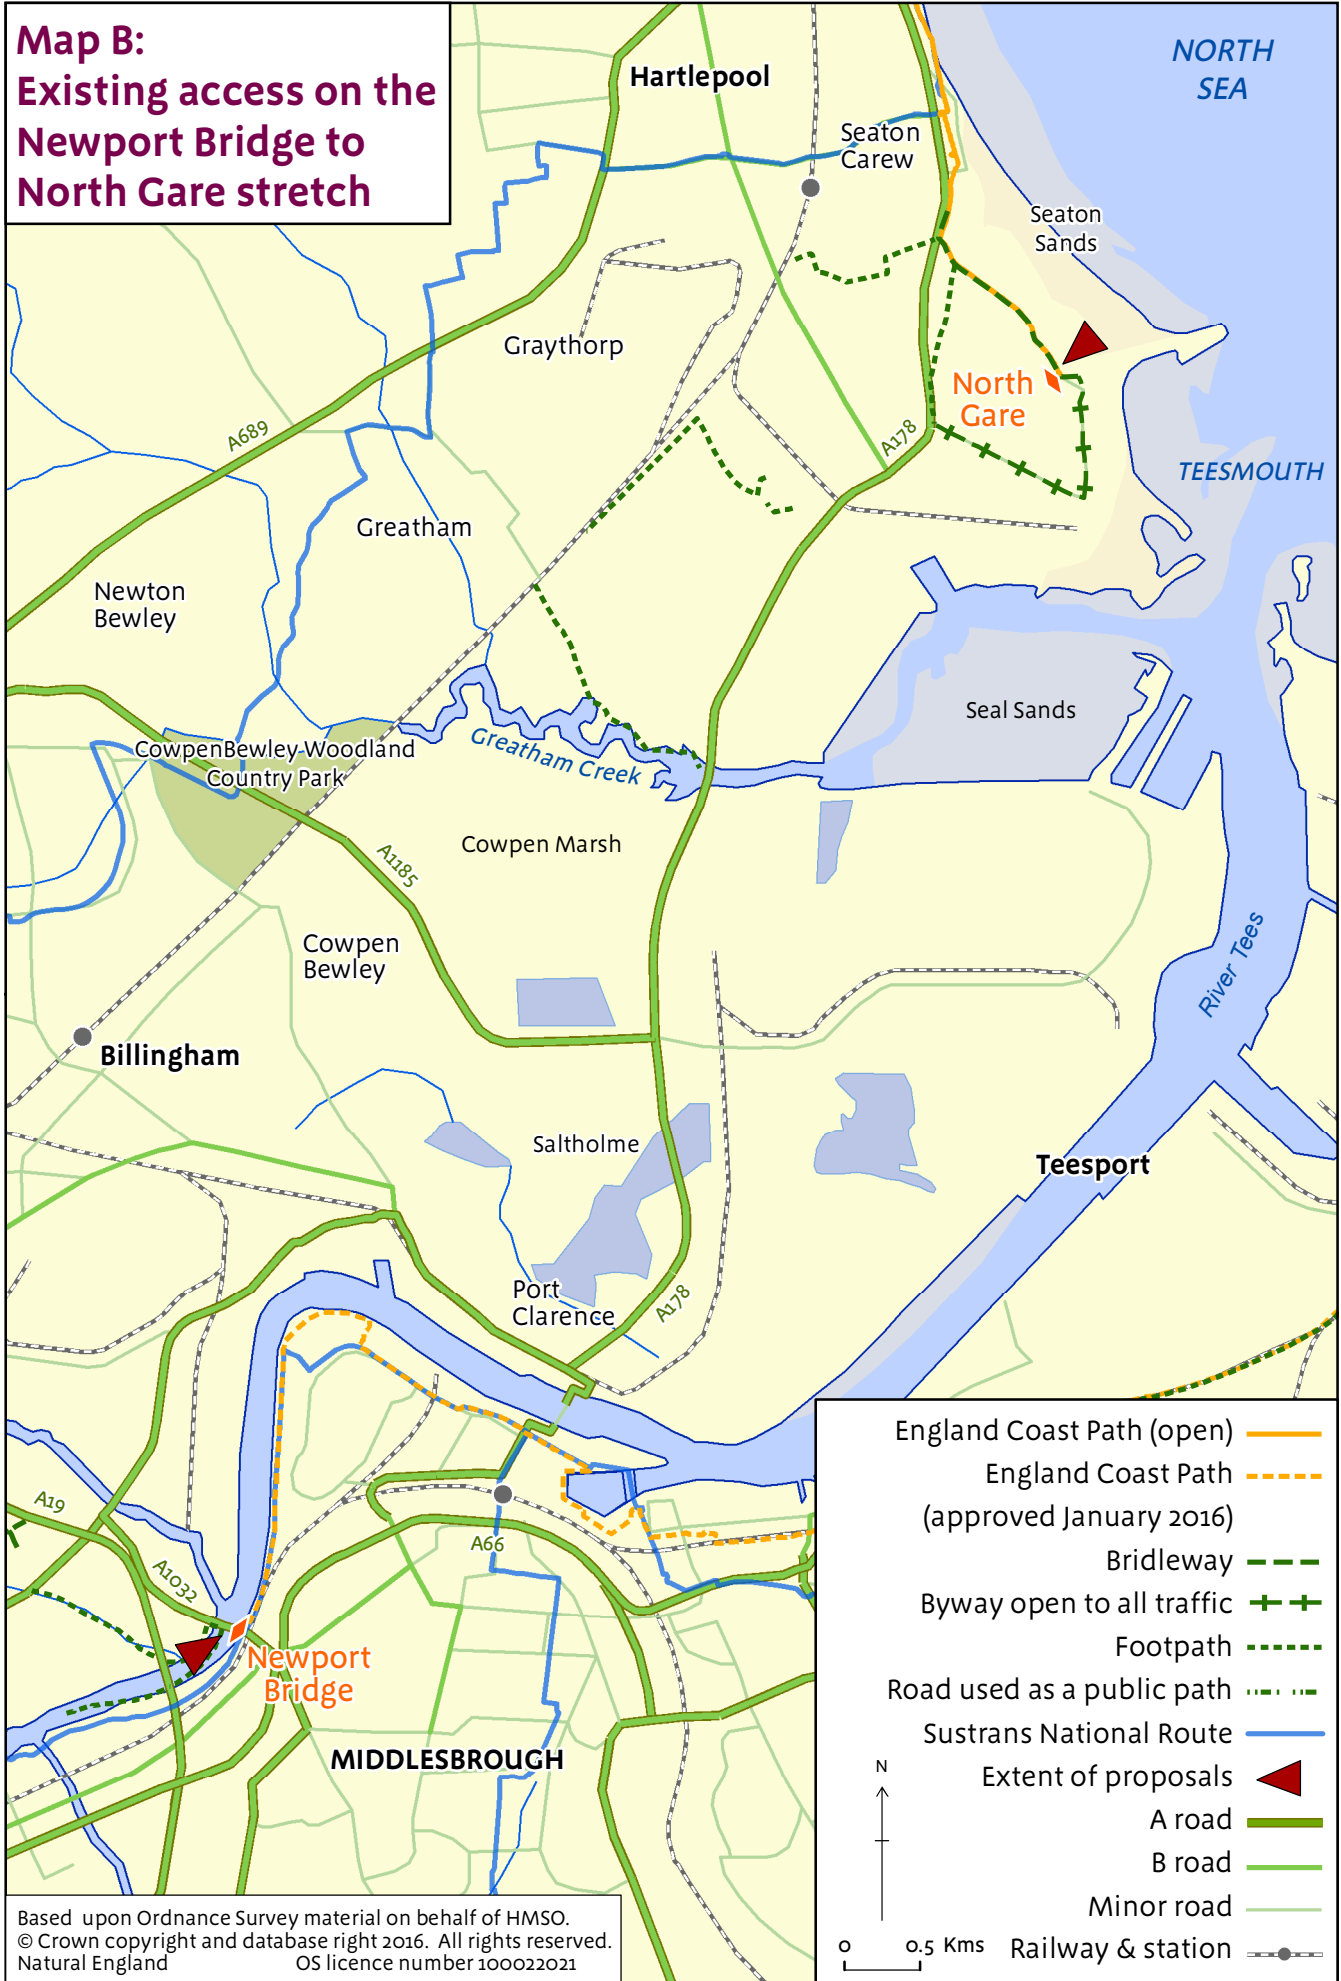 Map B:
Existing access on the
Newport Bridge to
North Gare stretch
NORTH
SEA
Hartlepool
Seaton
Carew
Seaton
Sands
Graythorp
North
Gare
A689
A178
TEESMOUTH
Greatham
Newton
Bewley
Seal Sands
CowpenBewley Woodland
Country Park
Greatham Creek
Cowpen Marsh
A1185
Cowpen
Bewley
River Tees
Billingham
Saltholme
Teesport
Port
Clarence
A178
A19
A1032
A66
Newport
Bridge
MIDDLESBROUGH
England Coast Path (open)
England Coast Path
(approved January 2016)
Bridleway
Byway open to all traffic
Footpath
Road used as a public path
Sustrans National Route
Extent of proposals
A road
B road
Minor road
Railway & station
N
0 0.5 Kms
Based upon Ordnance Survey material on behalf of HMSO.
© Crown copyright and database right 2016. All rights reserved.
Natural England OS licence number 100022021